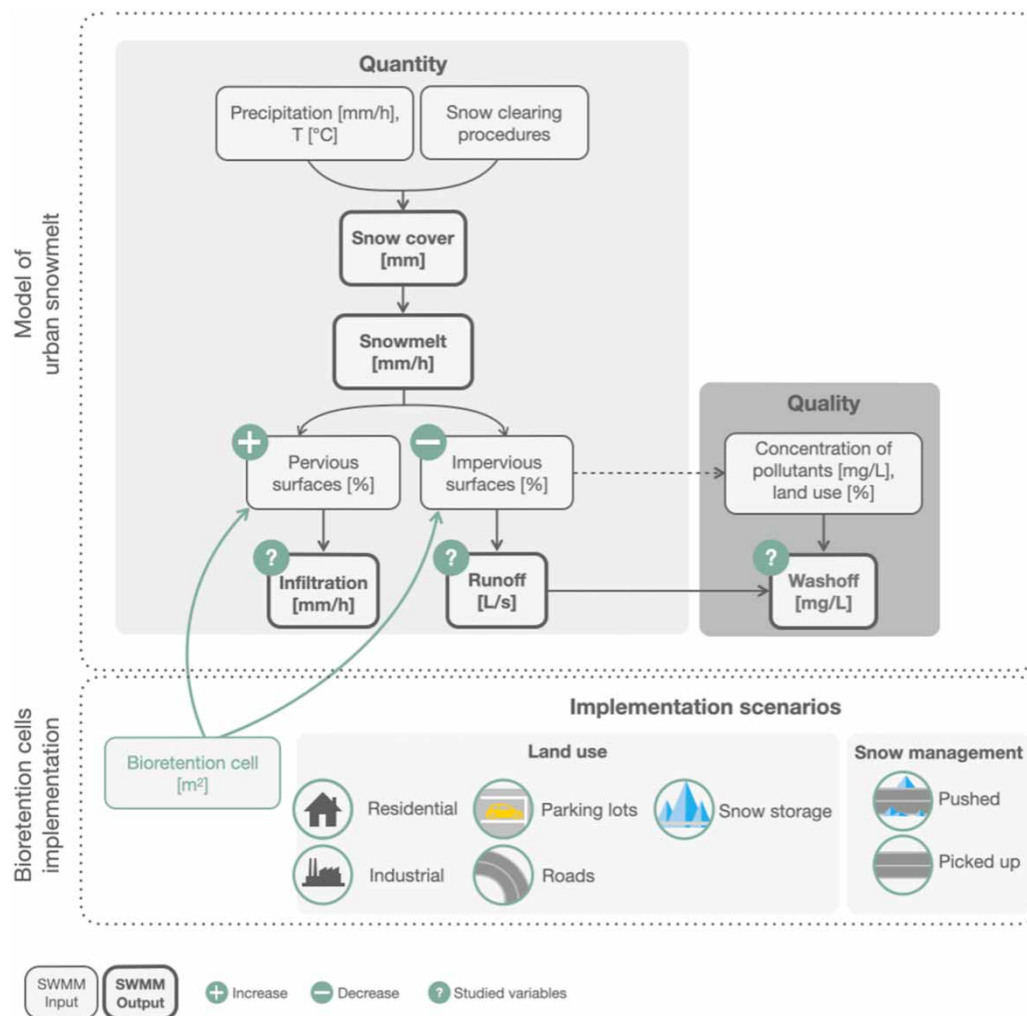 Model of
urban snowmelt
Quantity
Precipitation [mm/h],
T [°C]
Snow clearing
procedures
Snow cover
[mm]
Snowmelt
[mm/h]
+
Pervious
surfaces [%]
−
Impervious
surfaces [%]
?
Infiltration
[mm/h]
?
Runoff
[L/s]
Quality
Concentration of
pollutants [mg/L],
land use [%]
?
Washoff
[mg/L]
Bioretention cells
implementation
Bioretention cell
[m²]
Implementation scenarios
Land use
Residential
Parking lots
Snow storage
Industrial
Roads
Snow management
Pushed
Picked up
SWMM
Input
SWMM
Output
+ Increase
− Decrease
? Studied variables